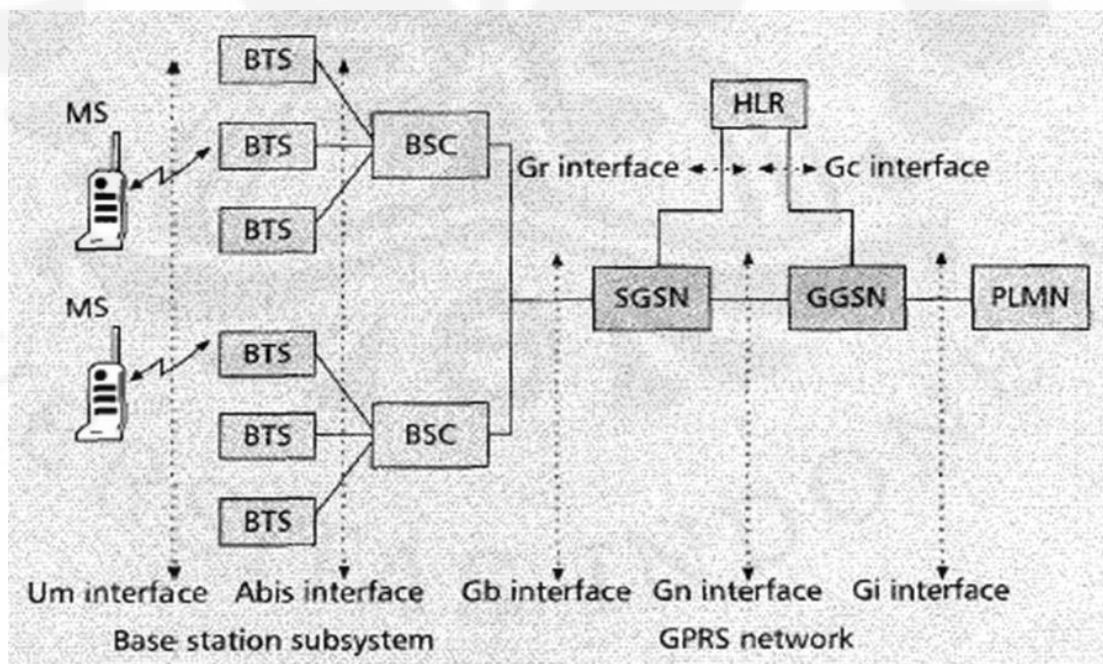 BTS
MS
HLR
BTS
BSC
Gr interface
Gc interface
BTS
SGSN
GGSN
PLMN
MS
BTS
BTS
BSC
BTS
Um interface
Abis interface
Gb interface
Gn interface
Gi interface
Base station subsystem
GPRS network